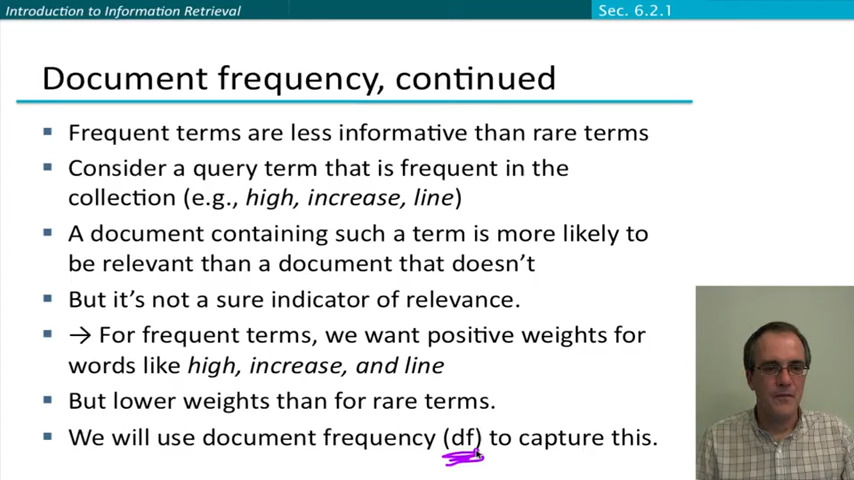 Introduction to Information Retrieval
Sec. 6.2.1
Document frequency, continued
▪ Frequent terms are less informative than rare terms
▪ Consider a query term that is frequent in the
collection (e.g., high, increase, line)
▪ A document containing such a term is more likely to
be relevant than a document that doesn’t
▪ But it’s not a sure indicator of relevance.
▪ → For frequent terms, we want positive weights for
words like high, increase, and line
▪ But lower weights than for rare terms.
▪ We will use document frequency (df) to capture this.